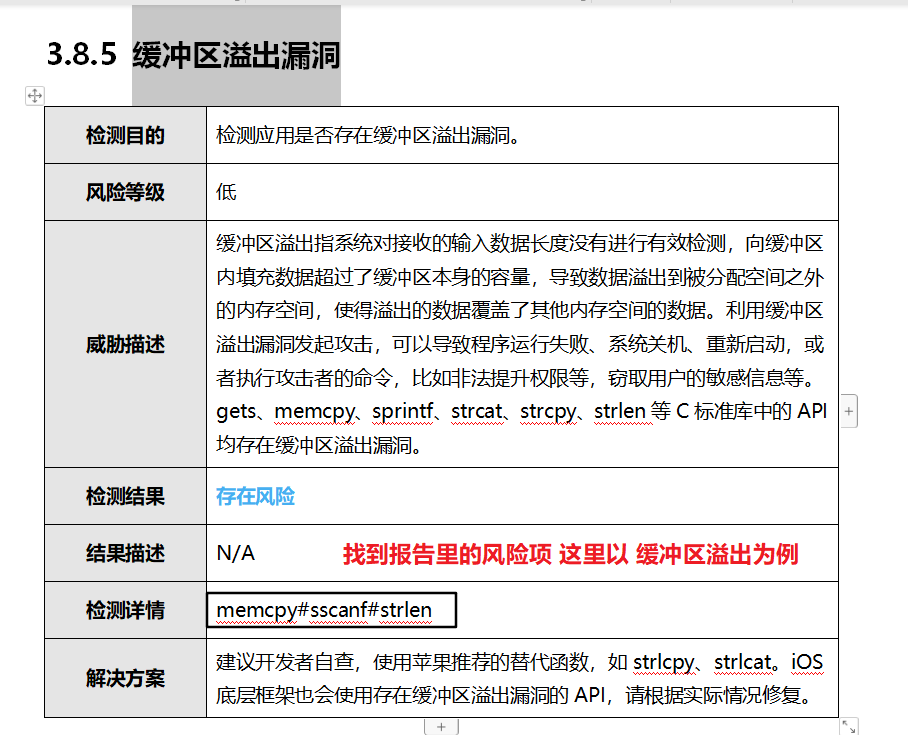 3.8.5 缓冲区溢出漏洞
检测目的
检测应用是否存在缓冲区溢出漏洞。
风险等级
低
威胁描述
缓冲区溢出指系统对接收的输入数据长度没有进行有效检测，向缓冲区
内填充数据超过了缓冲区本身的容量，导致数据溢出到被分配空间之外
的内存空间，使得溢出的数据覆盖了其他内存空间的数据。利用缓冲区
溢出漏洞发起攻击，可以导致程序运行失败、系统关机、重新启动，或
者执行攻击者的命令，比如非法提升权限等，窃取用户的敏感信息等。
gets、memcpy、sprintf、strcat、strcpy、strlen 等 C 标准库中的 API
均存在缓冲区溢出漏洞。
检测结果
存在风险
结果描述
N/A 找到报告里的风险项 这里以 缓冲区溢出为例
检测详情
memcpy#sscanf#strlen
解决方案
建议开发者自查，使用苹果推荐的替代函数，如 strlcpy、strlcat。iOS
底层框架也会使用存在缓冲区溢出漏洞的 API，请根据实际情况修复。